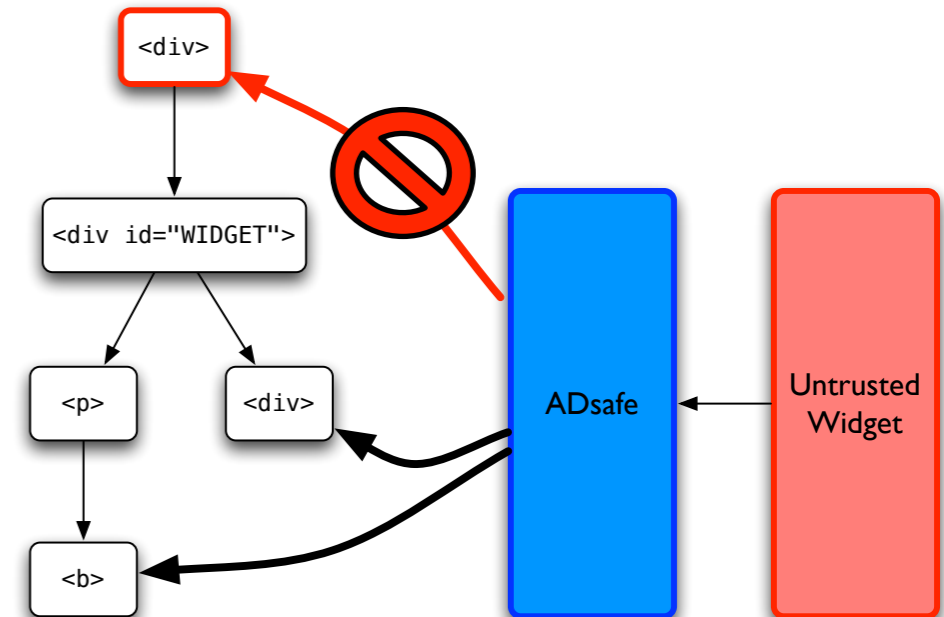 <div>
<div id="WIDGET">
<p>
<div>
ADsafe
Untrusted
Widget
<b>